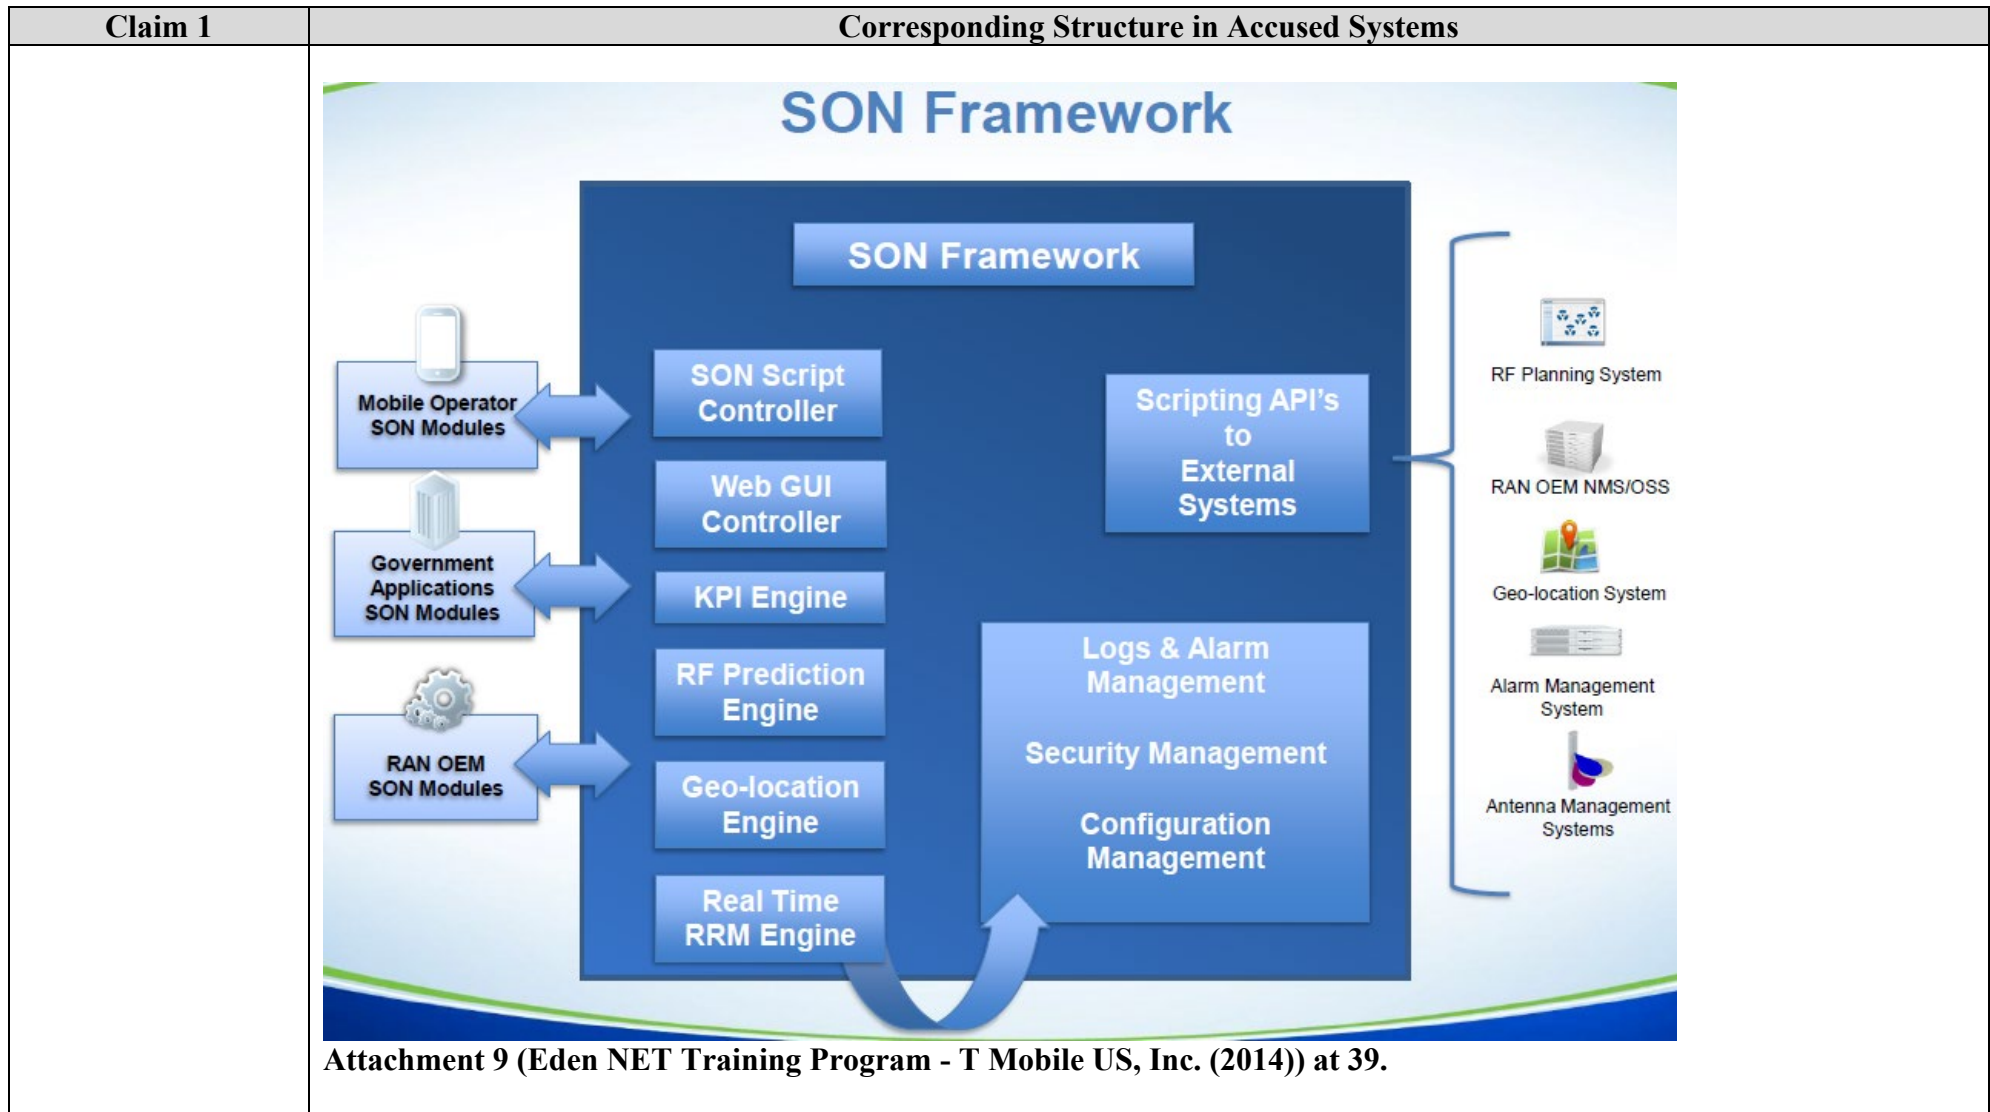 Claim 1
Corresponding Structure in Accused Systems
SON Framework
SON Framework
Mobile Operator
SON Modules
Government
Applications
SON Modules
RAN OEM
SON Modules
SON Script
Controller
Web GUI
Controller
KPI Engine
RF Prediction
Engine
Geo-location
Engine
Real Time
RRM Engine
Scripting API's
to
External
Systems
Logs & Alarm
Management
Security Management
Configuration
Management
RF Planning System
RAN OEM NMS/OSS
Geo-location System
Alarm Management
System
Antenna Management
Systems
Attachment 9 (Eden NET Training Program - T Mobile US, Inc. (2014)) at 39.